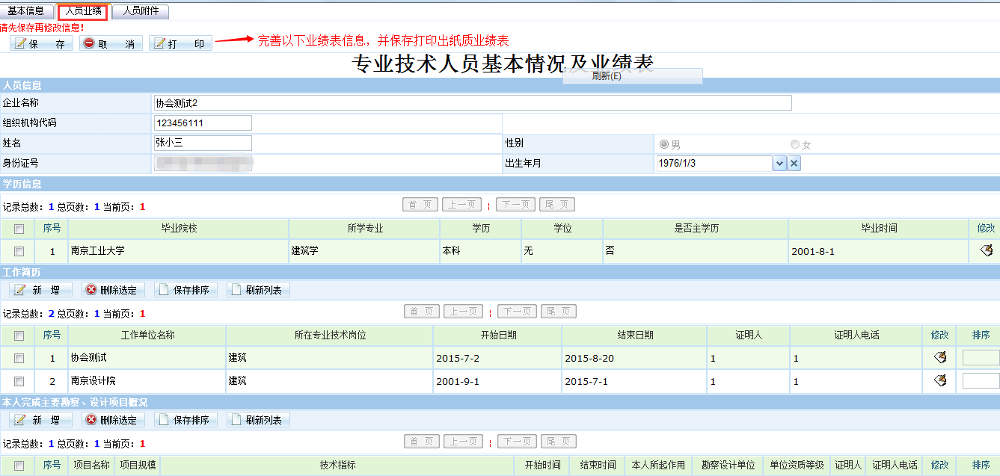 基本信息 人员业绩 人员附件
请先保存再修改信息!
保 存 取 消 打 印 完善以下业绩表信息，并保存打印出纸质业绩表
专业技术人员基本情况及业绩表
刷新(E)
人员信息
企业名称 协会测试2
组织机构代码 123456111
姓名 张小三 性别 男 女
身份证号 出生年月 1976/1/3
学历信息
记录总数: 1 总页数: 1 当前页: 1 首 页 上一页 ¦ 下一页 尾 页
序号 毕业院校 所学专业 学历 学位 是否主学历 毕业时间 修改
1 南京工业大学 建筑学 本科 无 否 2001-8-1
工作简历
新 增 删除选定 保存排序 刷新列表
记录总数: 2 总页数: 1 当前页: 1 首 页 上一页 ¦ 下一页 尾 页
序号 工作单位名称 所在专业技术岗位 开始日期 结束日期 证明人 证明人电话 修改 排序
1 协会测试 建筑 2015-7-2 2015-8-20 1 1
2 南京设计院 建筑 2001-9-1 2015-7-1 1 1
本人完成主要勘察、设计项目概况
新 增 删除选定 保存排序 刷新列表
记录总数: 1 总页数: 1 当前页: 1 首 页 上一页 ¦ 下一页 尾 页
序号 项目名称 项目规模 技术指标 开始时间 结束时间 本人所起作用 勘察设计单位 单位资质等级 证明人 证明人电话 修改 排序